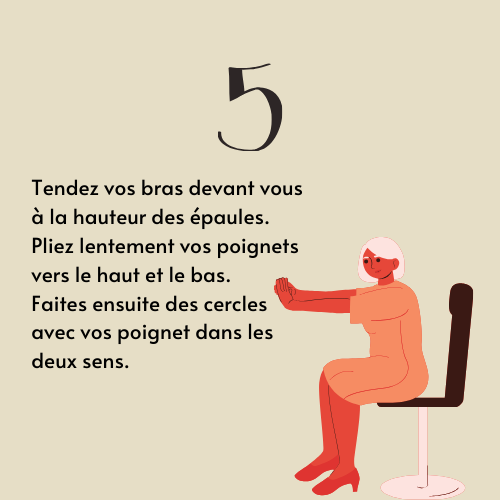 5
Tendez vos bras devant vous
à la hauteur des épaules.
Pliez lentement vos poignets
vers le haut et le bas.
Faites ensuite des cercles
avec vos poignet dans les
deux sens.